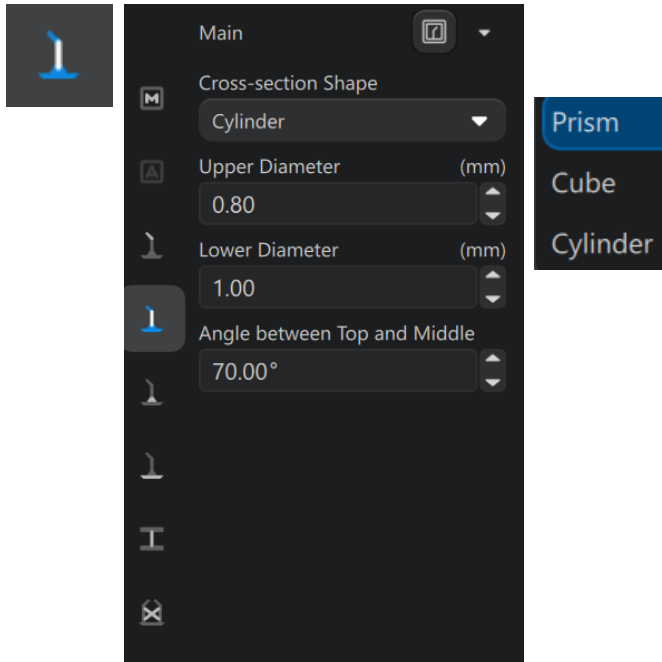 Main
M
Cross-section Shape
Cylinder
A
Upper Diameter (mm)
0.80
Lower Diameter (mm)
1.00
Angle between Top and Middle
70.00°
Prism
Cube
Cylinder